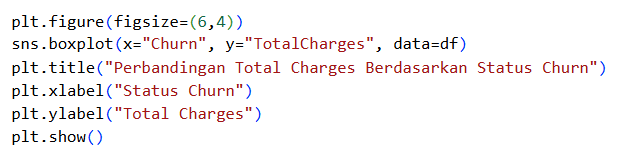 plt.figure(figsize=(6,4))
sns.boxplot(x="Churn", y="TotalCharges", data=df)
plt.title("Perbandingan Total Charges Berdasarkan Status Churn")
plt.xlabel("Status Churn")
plt.ylabel("Total Charges")
plt.show()